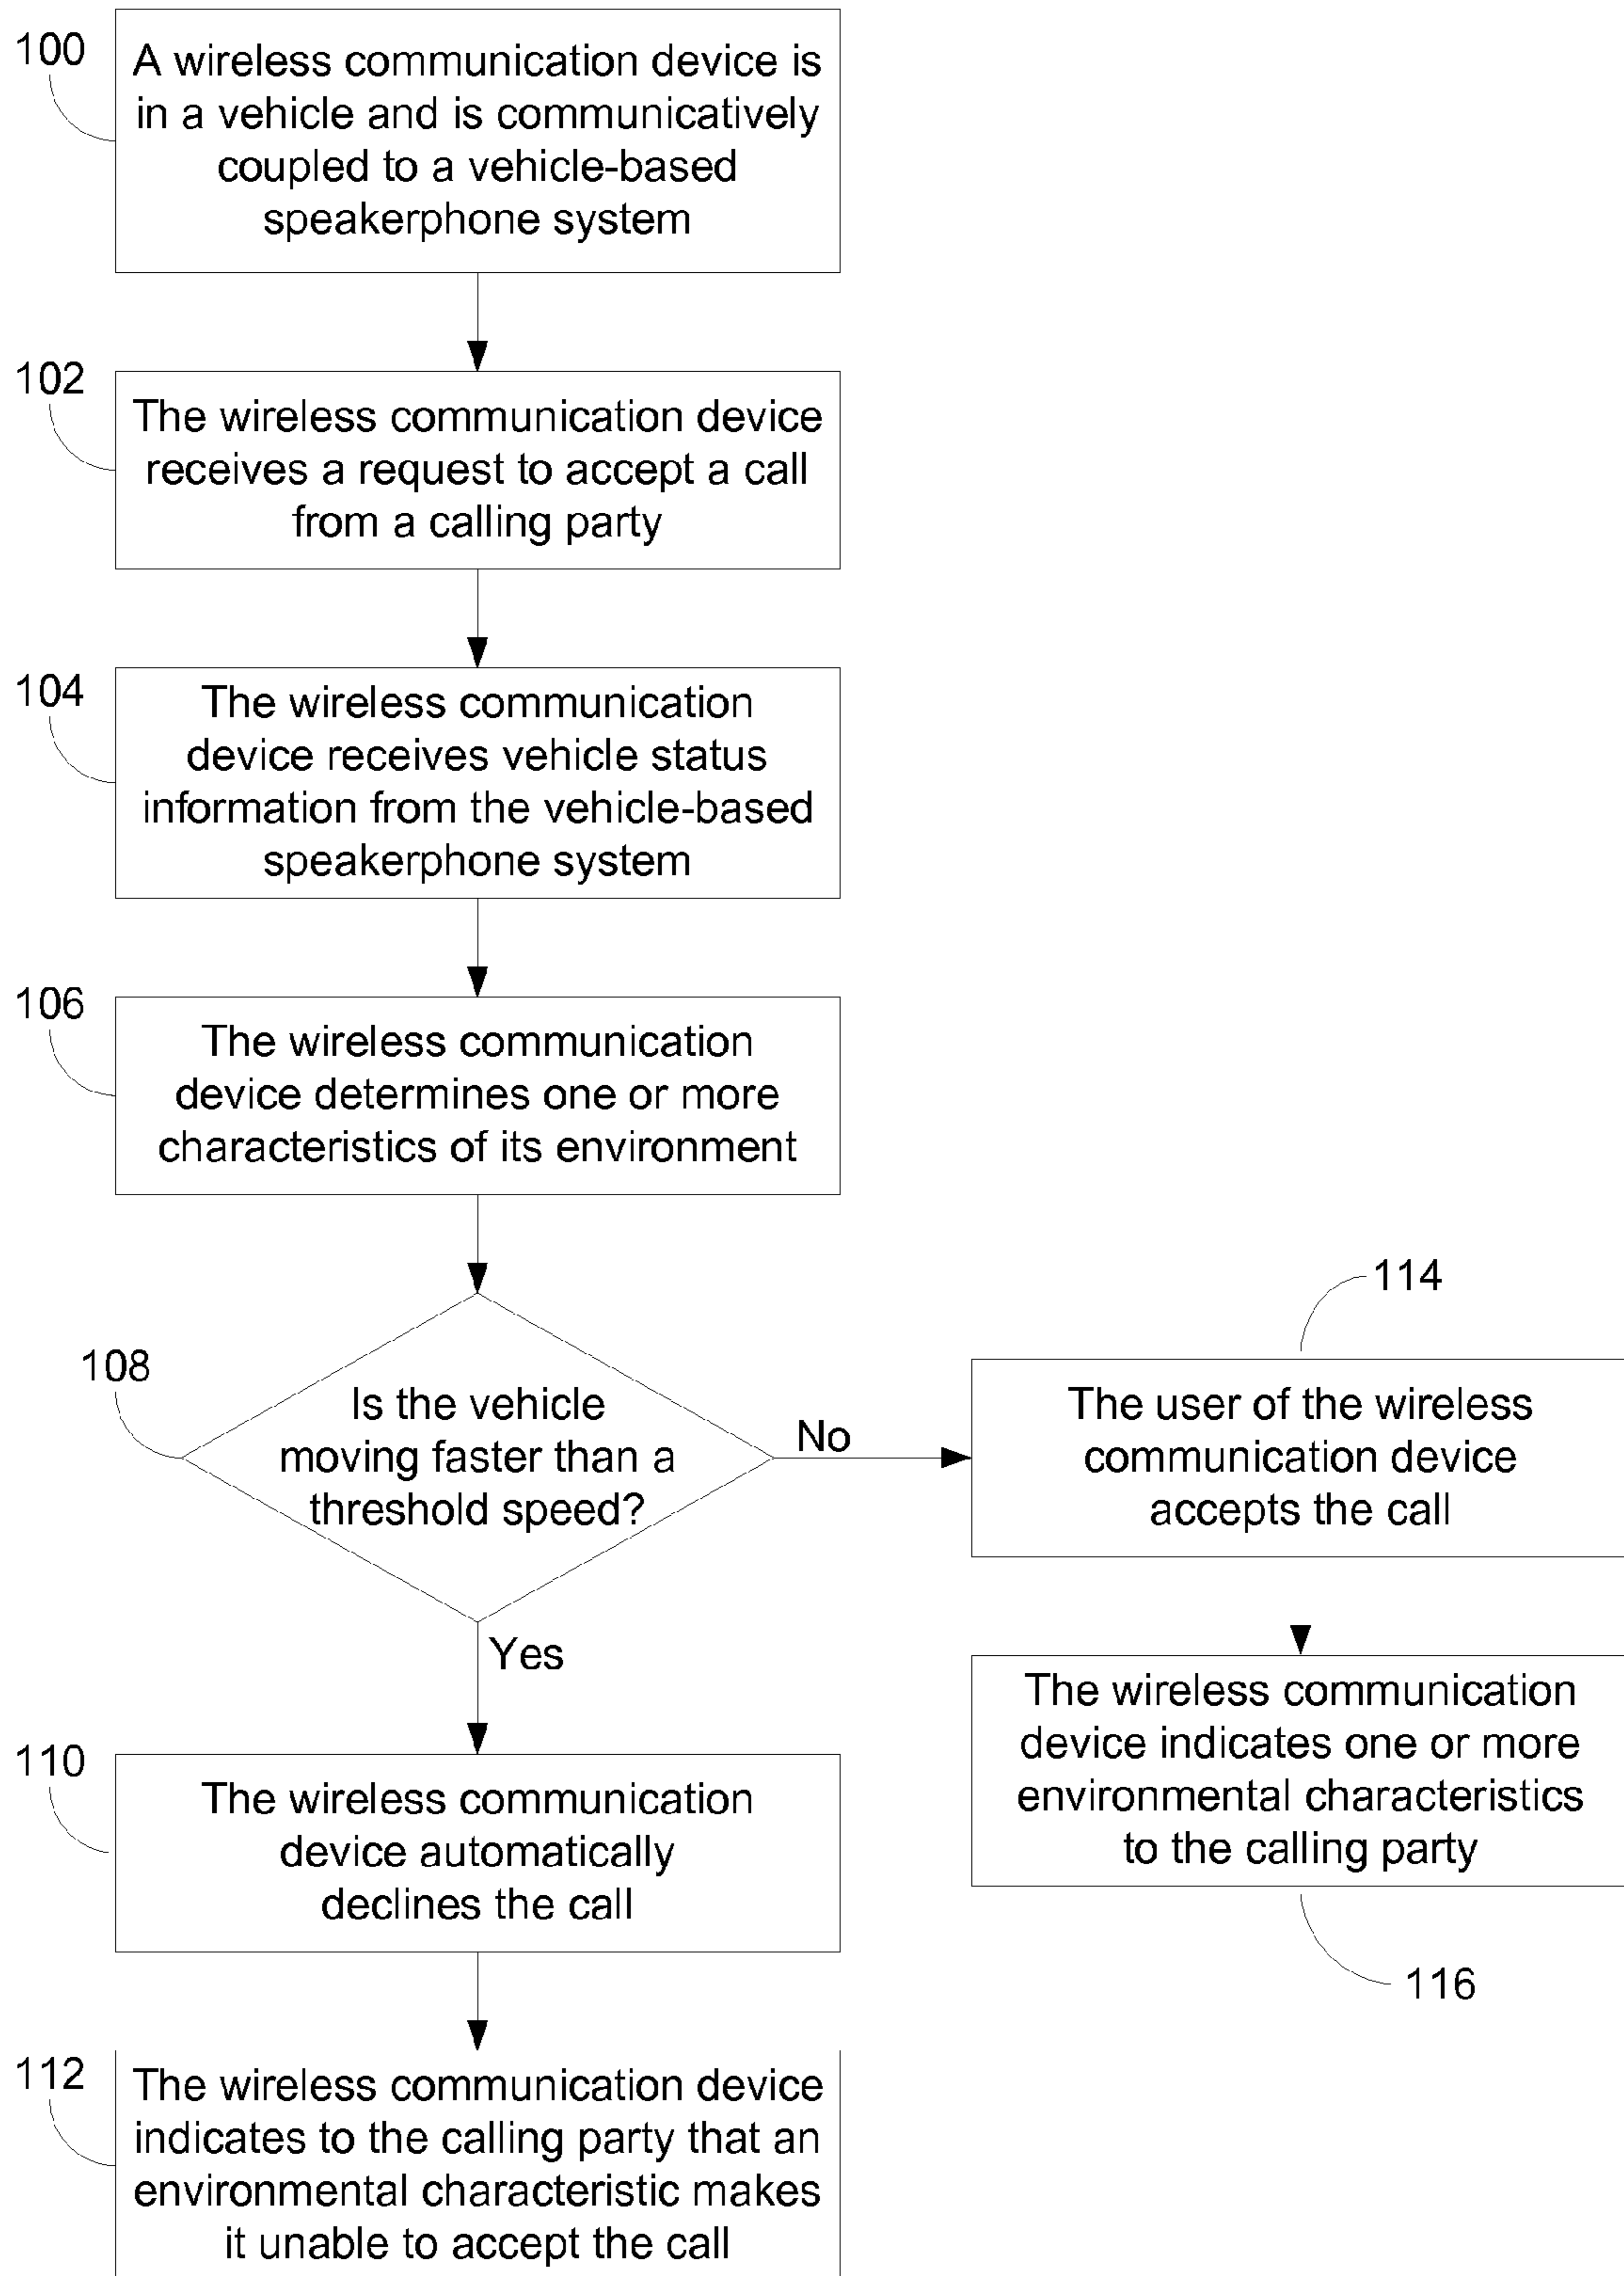 100
A wireless communication device is
in a vehicle and is communicatively
coupled to a vehicle-based
speakerphone system
102
The wireless communication device
receives a request to accept a call
from a calling party
104
The wireless communication
device receives vehicle status
information from the vehicle-based
speakerphone system
106
The wireless communication
device determines one or more
characteristics of its environment
108
Is the vehicle
moving faster than a
threshold speed?
No
114
The user of the wireless
communication device
accepts the call
Yes
110
The wireless communication
device automatically
declines the call
The wireless communication
device indicates one or more
environmental characteristics
to the calling party
116
112
The wireless communication device
indicates to the calling party that an
environmental characteristic makes
it unable to accept the call